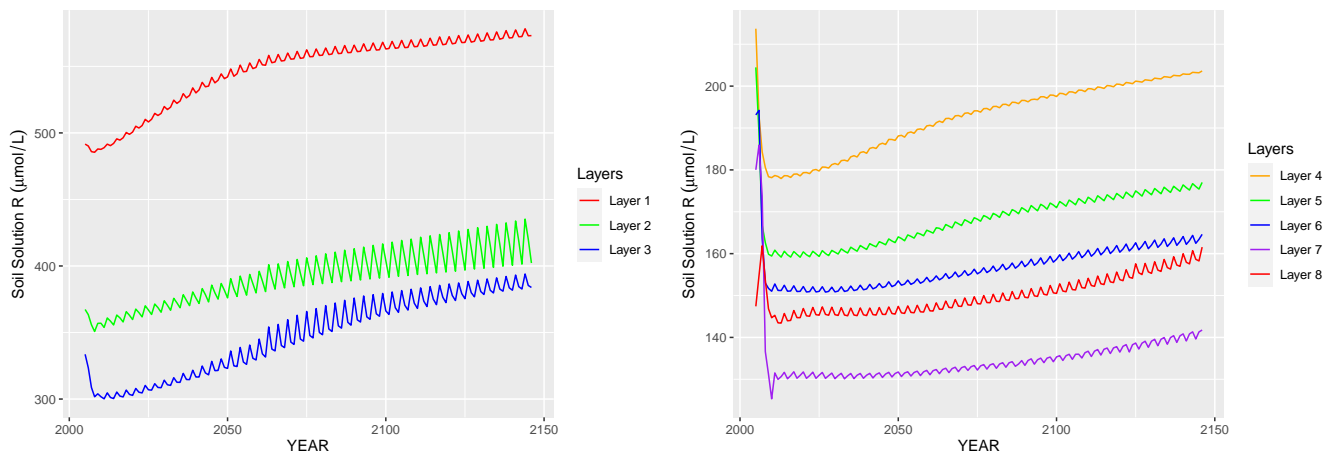 Soil Solution R (μmol/L)
500
400
300
2000
2050
2100
2150
YEAR
Layers
Layer 1
Layer 2
Layer 3
Soil Solution R (μmol/L)
200
180
160
140
2000
2050
2100
2150
YEAR
Layers
Layer 4
Layer 5
Layer 6
Layer 7
Layer 8